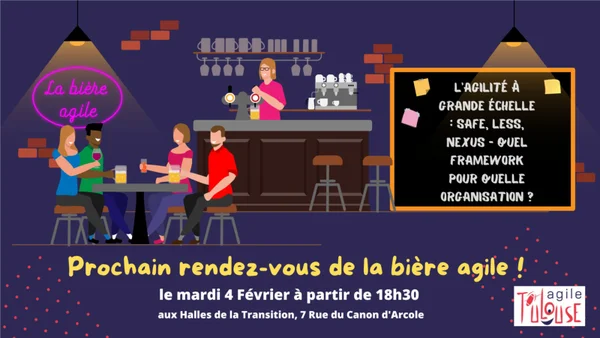 La bière
agile
L'AGILITÉ À
GRANDE ÉCHELLE
: SAFE, LESS,
NEXUS - QUEL
FRAMEWORK
POUR QUELLE
ORGANISATION ?
Prochain rendez-vous de la bière agile !
le mardi 4 Février à partir de 18h30
aux Halles de la Transition, 7 Rue du Canon d'Arcole
agile
T'ULOUSE